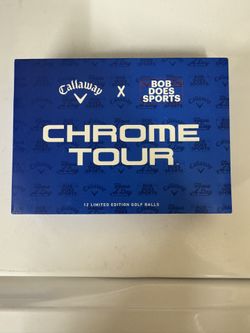 Callaway X BOB DOES SPORTS
CHROME
TOUR
12 LIMITED EDITION GOLF BALLS